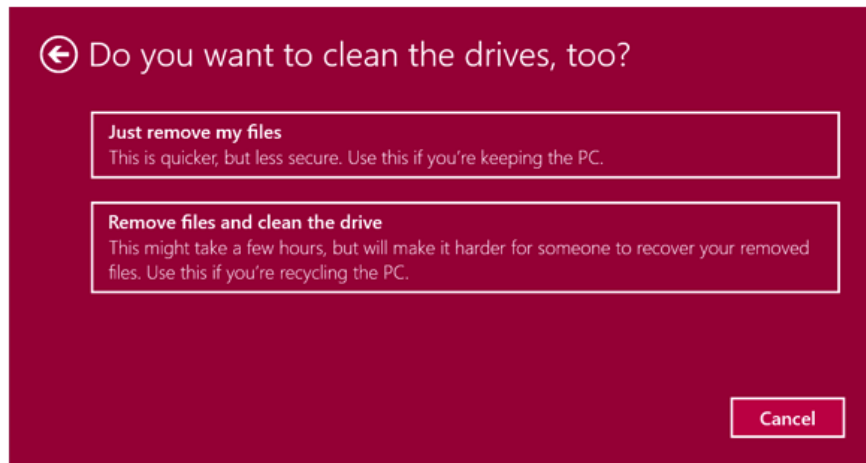 Do you want to clean the drives, too?
Just remove my files
This is quicker, but less secure. Use this if you're keeping the PC.
Remove files and clean the drive
This might take a few hours, but will make it harder for someone to recover your removed
files. Use this if you're recycling the PC.
Cancel